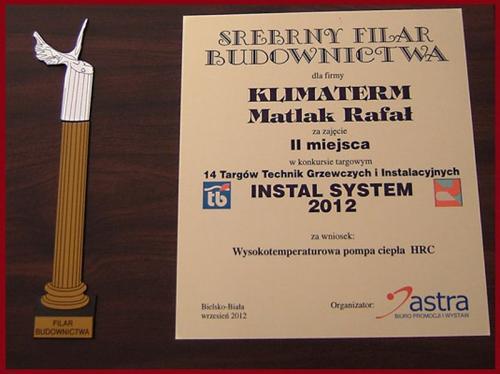 SREBRNY FILAR
BUDOWNICTWA
dla firmy
KLIMATERM
Matlak Rafał
za zajęcie
II miejsca
w konkursie targowym
14 Targów Technik Grzewczych i Instalacyjnych
tb
INSTAL SYSTEM
2012
za wniosek:
Wysokotemperaturowa pompa ciepła HRC
Bielsko-Biała
wrzesień 2012
Organizator:
astra
BIURO PROMOCJI I WYSTAW
FILAR
BUDOWNICTWA